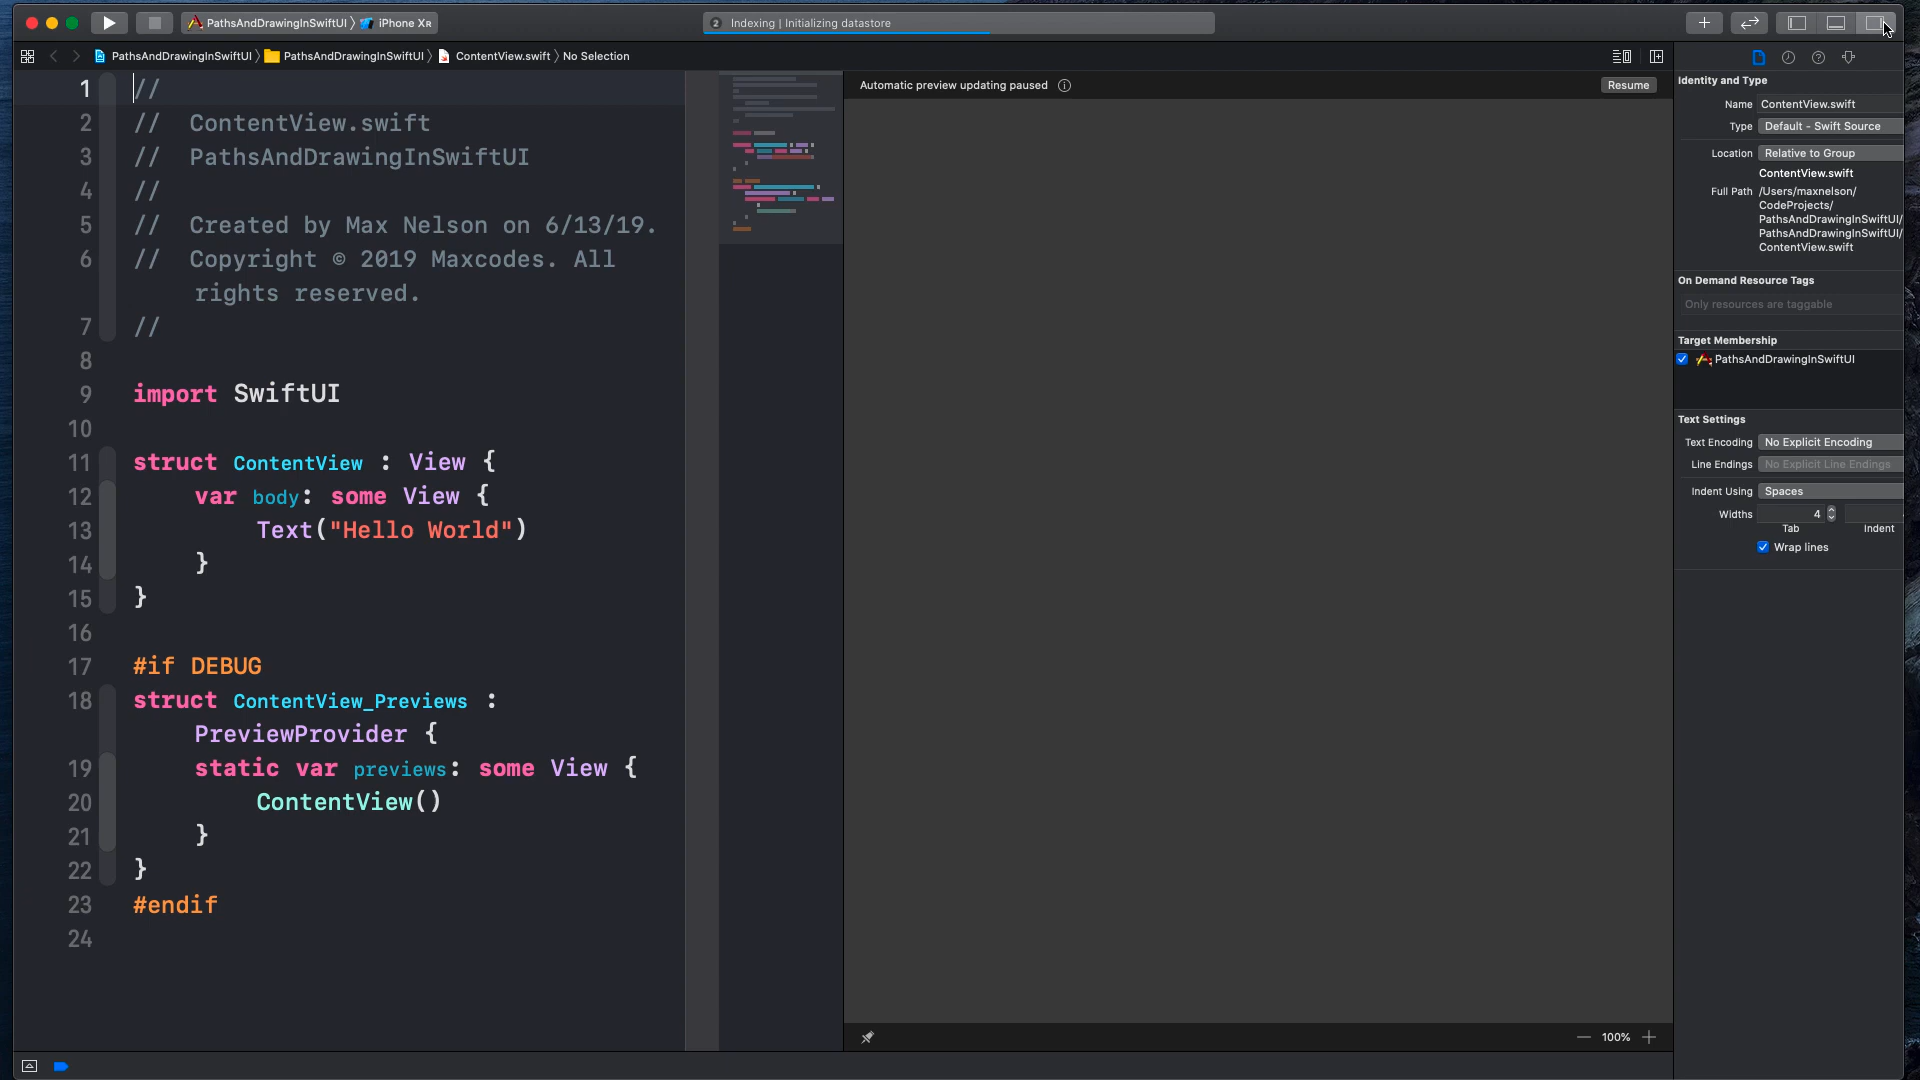 PathsAndDrawingInSwiftUI 〉 iPhone XR
2 Indexing | Initializing datastore
PathsAndDrawingInSwiftUI 〉 PathsAndDrawingInSwiftUI 〉 ContentView.swift 〉 No Selection
1 //
2 //  ContentView.swift
3 //  PathsAndDrawingInSwiftUI
4 //
5 //  Created by Max Nelson on 6/13/19.
6 //  Copyright © 2019 Maxcodes. All
rights reserved.
7 //
8
9 import SwiftUI
10
11 struct ContentView : View {
12 var body: some View {
13 Text("Hello World")
14 }
15 }
16
17 #if DEBUG
18 struct ContentView_Previews :
PreviewProvider {
19 static var previews: some View {
20 ContentView()
21 }
22 }
23 #endif
24
Automatic preview updating paused
Resume
100%
Identity and Type
Name ContentView.swift
Type Default - Swift Source
Location Relative to Group
ContentView.swift
Full Path /Users/maxnelson/
CodeProjects/
PathsAndDrawingInSwiftUI/
PathsAndDrawingInSwiftUI/
ContentView.swift
On Demand Resource Tags
Only resources are taggable
Target Membership
PathsAndDrawingInSwiftUI
Text Settings
Text Encoding No Explicit Encoding
Line Endings No Explicit Line Endings
Indent Using Spaces
Widths 4
Tab Indent
Wrap lines